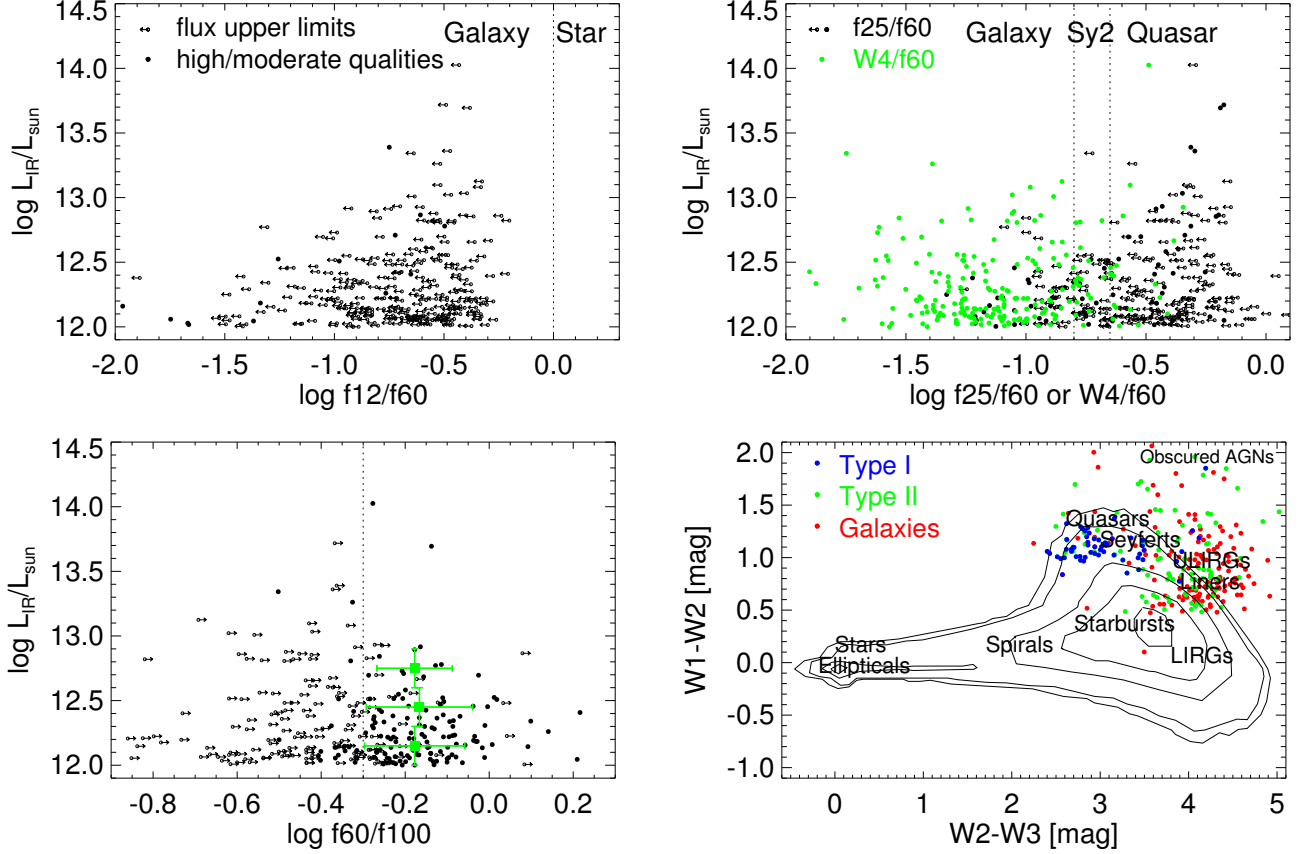 flux upper limits
Galaxy Star
high/moderate qualities
14.5
14.0
13.5
13.0
12.5
12.0
log L_IR/L_sun
-2.0 -1.5 -1.0 -0.5 0.0
log f12/f60
f25/f60
Galaxy Sy2 Quasar
W4/f60
14.5
14.0
13.5
13.0
12.5
12.0
log L_IR/L_sun
-2.0 -1.5 -1.0 -0.5 0.0
log f25/f60 or W4/f60
14.5
14.0
13.5
13.0
12.5
12.0
log L_IR/L_sun
-0.8 -0.6 -0.4 -0.2 0.0 0.2
log f60/f100
Type I
Type II
Galaxies
Obscured AGNs
Quasars
Seyferts
ULIRGs
Liners
Starbursts
Stars
Spirals
LIRGs
Ellipticals
2.0
1.5
1.0
0.5
0.0
-0.5
-1.0
W1-W2 [mag]
0 1 2 3 4 5
W2-W3 [mag]